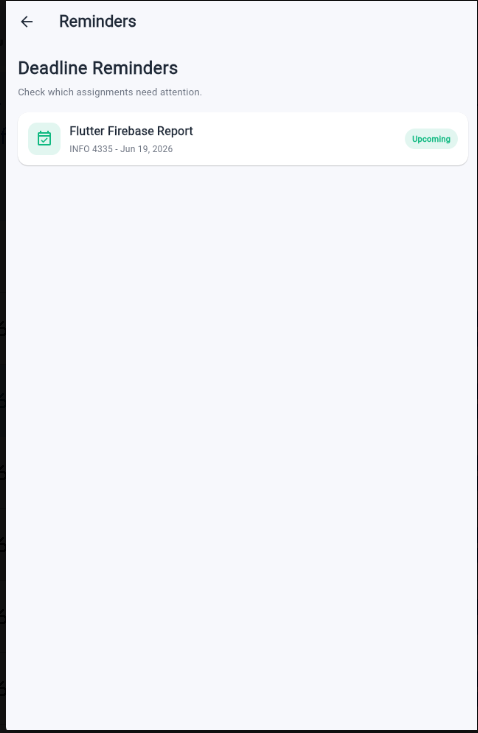 Reminders
Deadline Reminders
Check which assignments need attention.
Flutter Firebase Report
INFO 4335 - Jun 19, 2026
Upcoming